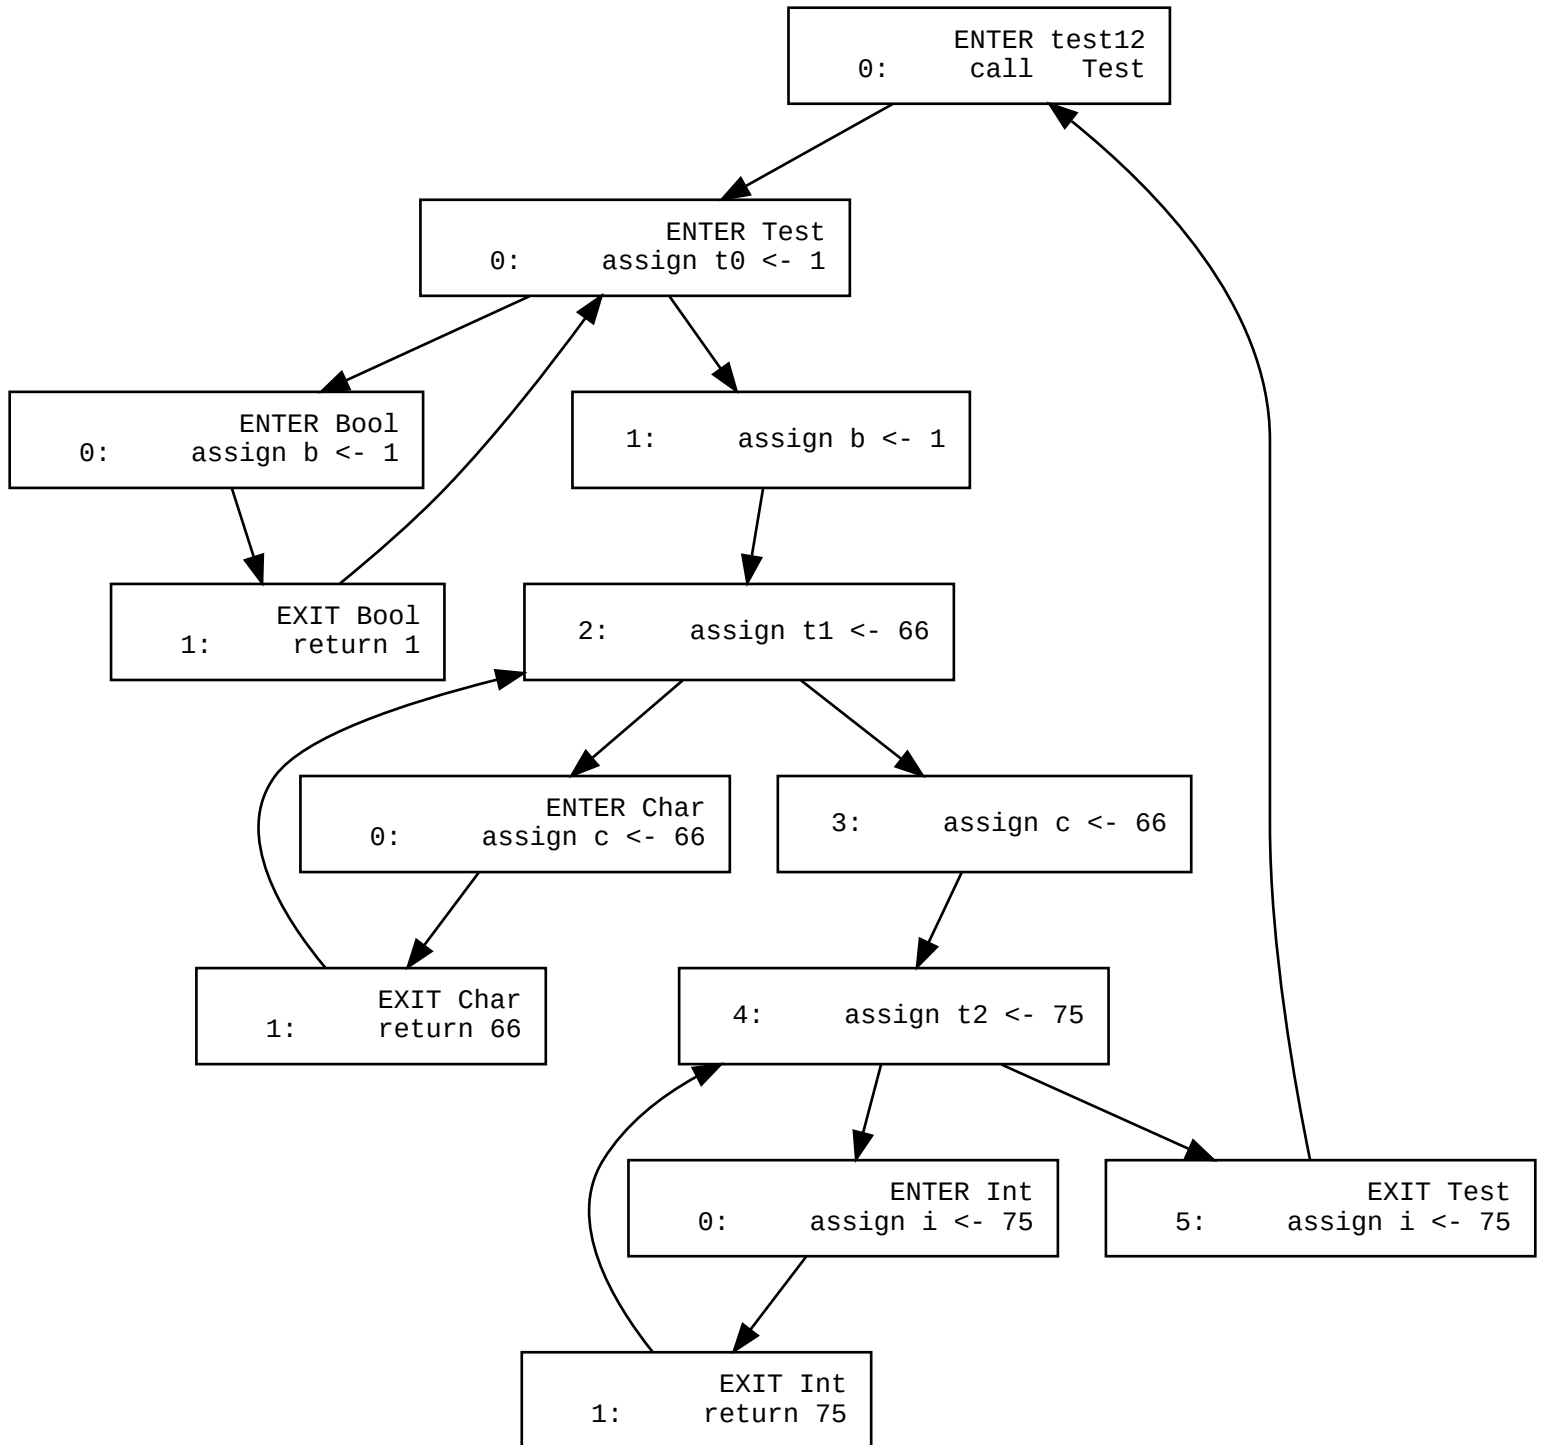 ENTER test12
0: call Test
ENTER Test
0: assign t0 <- 1
ENTER Bool
0: assign b <- 1
1: assign b <- 1
EXIT Bool
1: return 1
2: assign t1 <- 66
ENTER Char
0: assign c <- 66
3: assign c <- 66
EXIT Char
1: return 66
4: assign t2 <- 75
ENTER Int
0: assign i <- 75
EXIT Test
5: assign i <- 75
EXIT Int
1: return 75